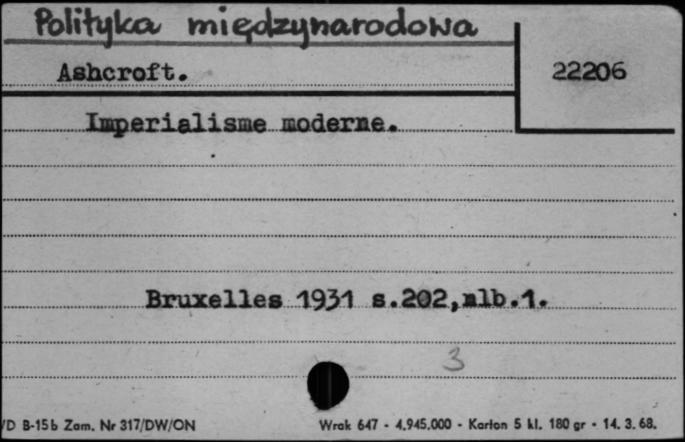 Polityka międzynarodowa
Ashcroft.
22206
Imperialisme moderne.
Bruxelles 1931 s.202,nlb.1.
3
/D B-15b Zam. Nr 317/DW/ON
Wrak 647 - 4.945.000 - Karton 5 kl. 180 gr - 14. 3. 68.